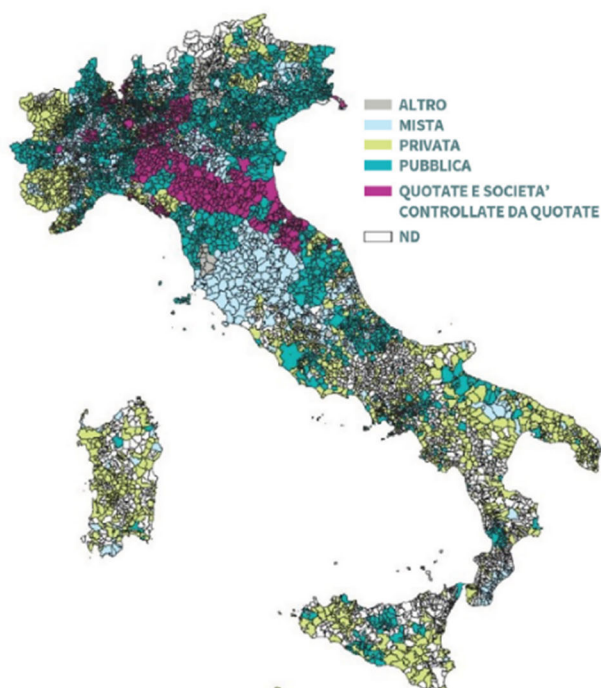 ALTRO
MISTA
PRIVATA
PUBBLICA
QUOTATE E SOCIETA'
CONTROLLATE DA QUOTATE
ND